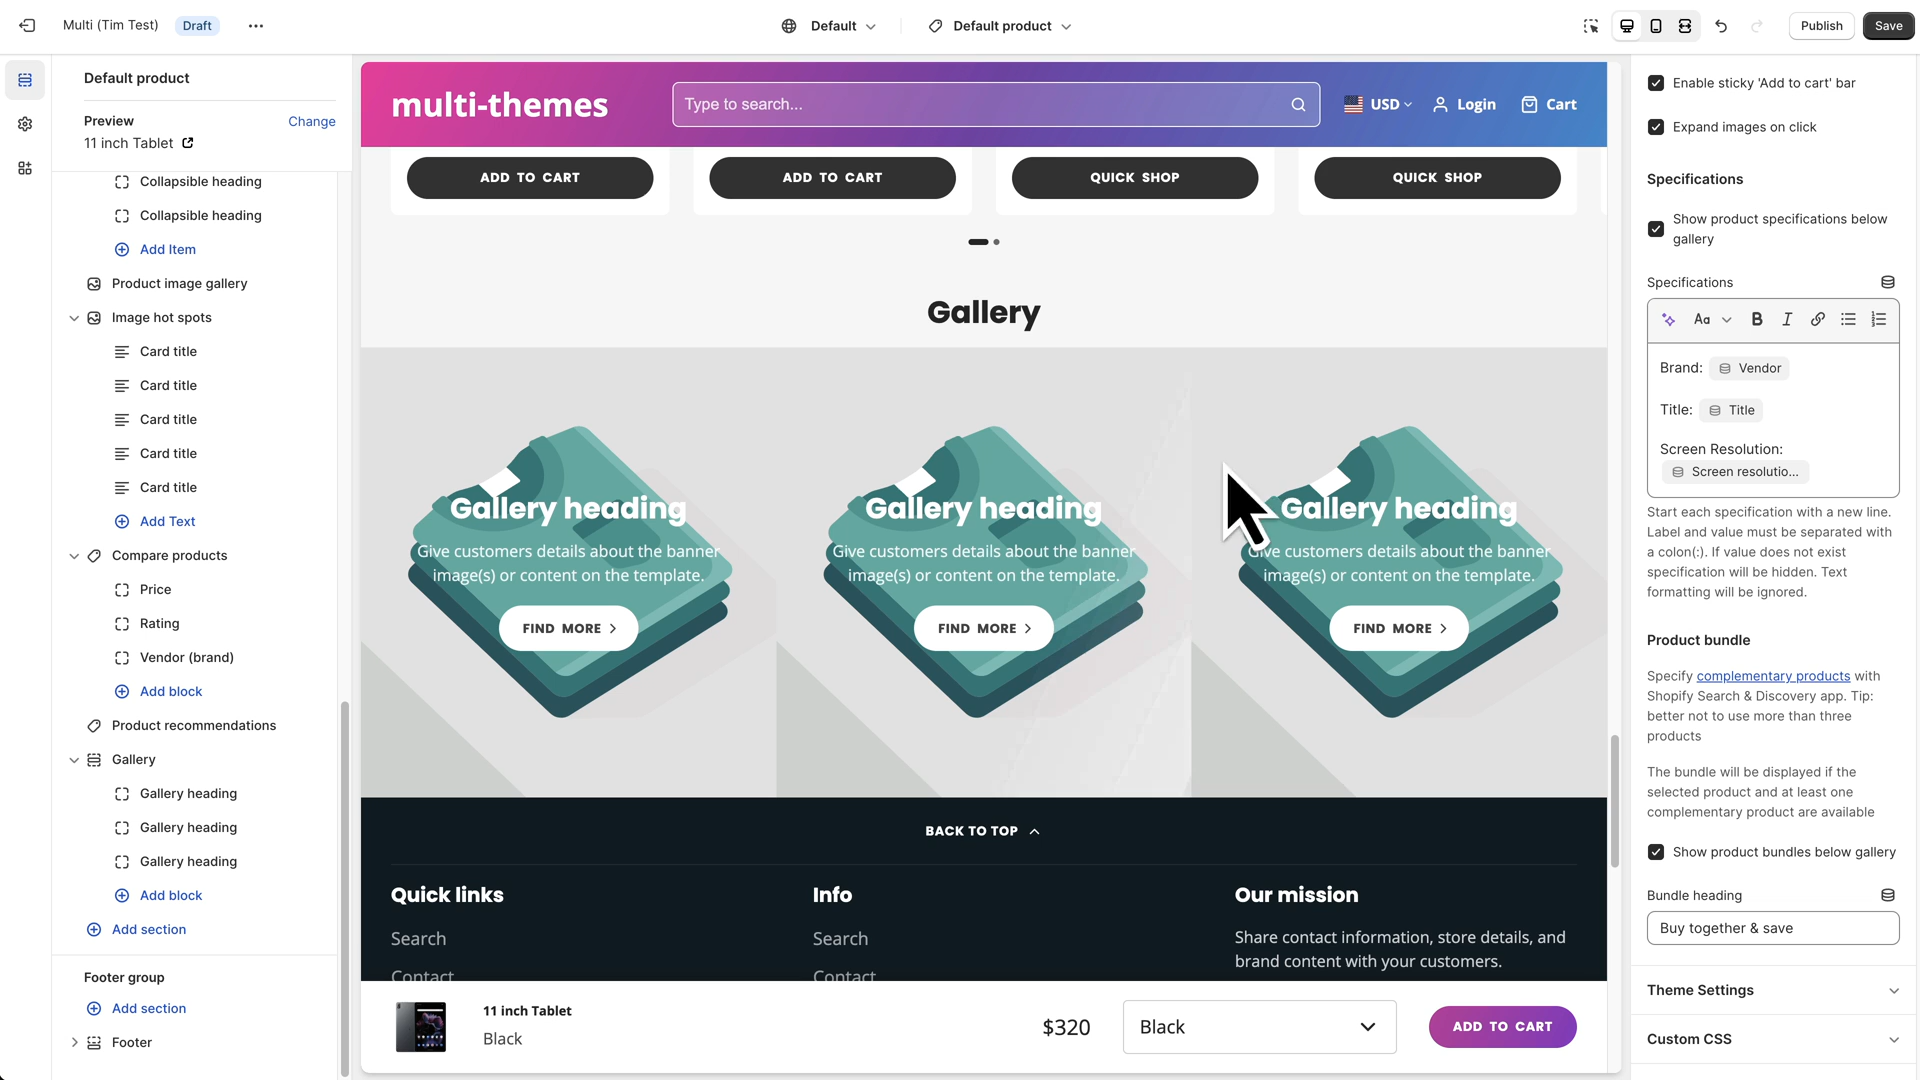 Multi (Tim Test)
Draft
Default
Default product
Publish
Save
Default product
Preview
Change
11 inch Tablet
Collapsible heading
Collapsible heading
Add Item
Product image gallery
Image hot spots
Card title
Card title
Card title
Card title
Card title
Add Text
Compare products
Price
Rating
Vendor (brand)
Add block
Product recommendations
Gallery
Gallery heading
Gallery heading
Gallery heading
Add block
Add section
Footer group
Add section
Footer
multi-themes
Type to search...
USD
Login
Cart
ADD TO CART
ADD TO CART
QUICK SHOP
QUICK SHOP
Gallery
Gallery heading
Give customers details about the banner
image(s) or content on the template.
FIND MORE
Gallery heading
Give customers details about the banner
image(s) or content on the template.
FIND MORE
Gallery heading
Give customers details about the banner
image(s) or content on the template.
FIND MORE
BACK TO TOP
Quick links
Search
Contact
Info
Search
Contact
Our mission
Share contact information, store details, and
brand content with your customers.
11 inch Tablet
Black
$320
Black
ADD TO CART
Enable sticky 'Add to cart' bar
Expand images on click
Specifications
Show product specifications below
gallery
Specifications
Aa
B
I
Brand: Vendor
Title: Title
Screen Resolution:
Screen resolutio...
Start each specification with a new line.
Label and value must be separated with
a colon(:). If value does not exist
specification will be hidden. Text
formatting will be ignored.
Product bundle
Specify complementary products with
Shopify Search & Discovery app. Tip:
better not to use more than three
products
The bundle will be displayed if the
selected product and at least one
complementary product are available
Show product bundles below gallery
Bundle heading
Buy together & save
Theme Settings
Custom CSS